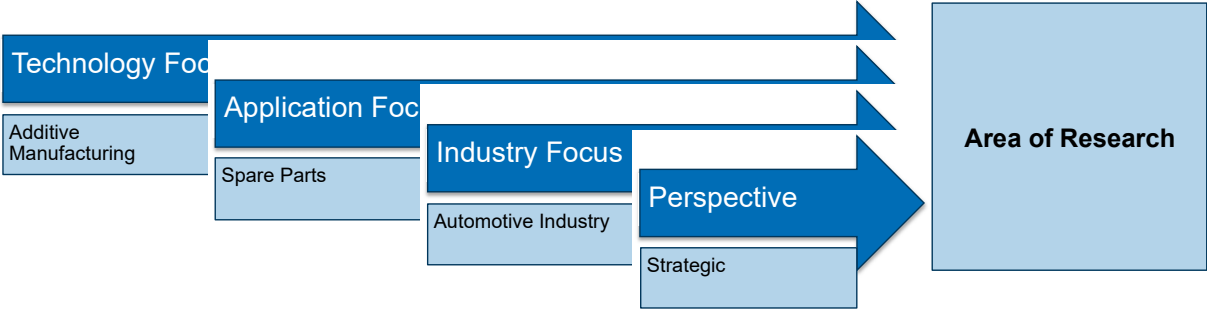 Technology Foc
Additive
Manufacturing
Application Foc
Spare Parts
Industry Focus
Automotive Industry
Perspective
Strategic
Area of Research